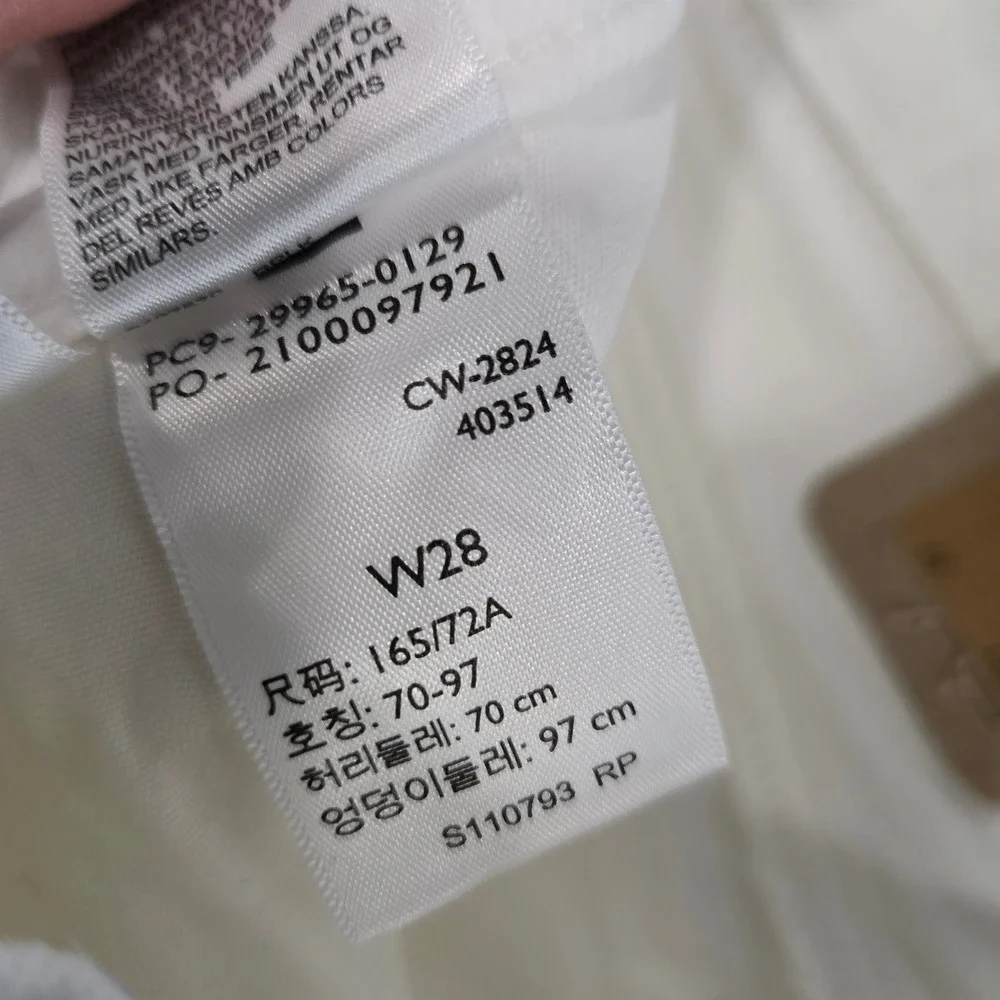 TEN KANSSA.
NURIN
SAMANVÄRISTEN KANSSA.
VASK MED INNSIDEN UT OG
MED LIKE FARGER. RENTAR
DEL REVES AMB COLORS
SIMILARS.
PC9- 29965-0129
PO- 2100097921
CW-2824
403514
W28
尺码: 165/72A
호칭: 70-97
허리둘레: 70 cm
엉덩이둘레: 97 cm
S110793 RP